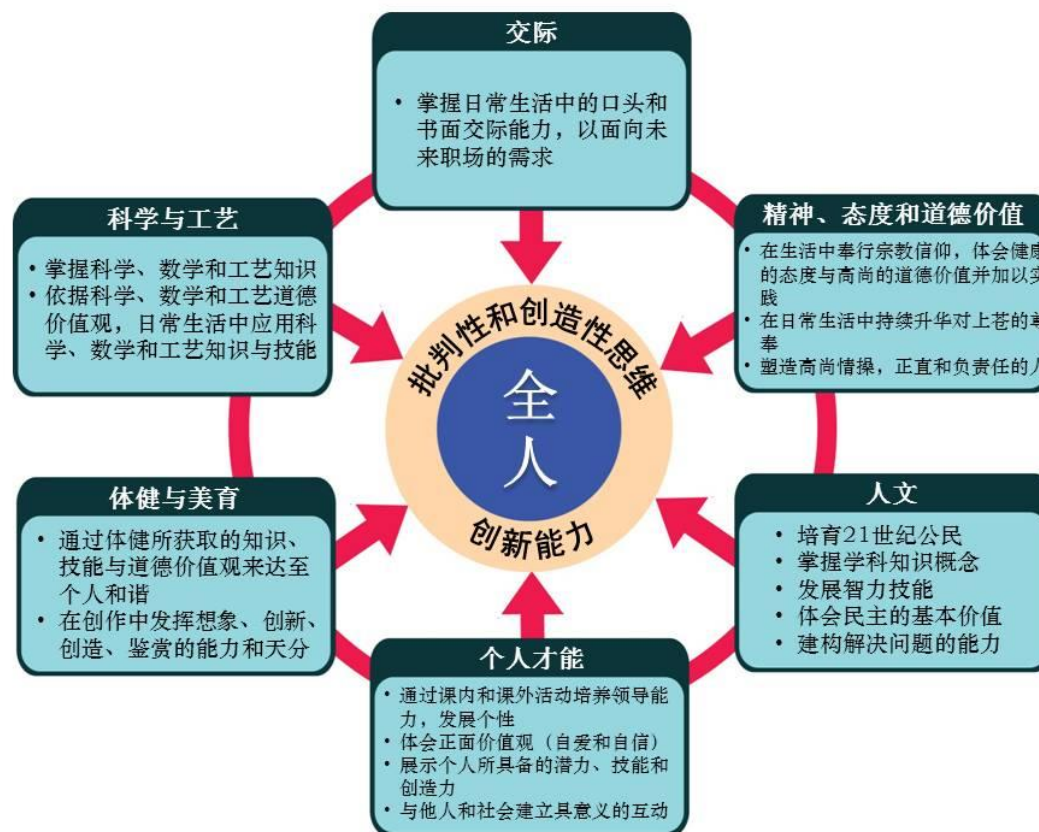 交际
• 掌握日常生活中的口头和
书面交际能力，以面向未
来职场的需求
科学与工艺
• 掌握科学、数学和工艺知识
• 依据科学、数学和工艺道德
价值观，日常生活中应用科
学、数学和工艺知识与技能
精神、态度和道德价值
• 在生活中奉行宗教信仰，体会健康
的态度与高尚的道德价值并加以实
践
• 在日常生活中持续升华对上苍的尊
奉
• 塑造高尚情操，正直和负责任的人
批判性和创造性思维
全
人
创新能力
体健与美育
• 通过体健所获取的知识、
技能与道德价值观来达至
个人和谐
• 在创作中发挥想象、创新、
创造、鉴赏的能力和天分
人文
• 培育21世纪公民
• 掌握学科知识概念
• 发展智力技能
• 体会民主的基本价值
• 建构解决问题的能力
个人才能
• 通过课内和课外活动培养领导能
力，发展个性
• 体会正面价值观（自爱和自信）
• 展示个人所具备的潜力、技能和
创造力
• 与他人和社会建立具意义的互动